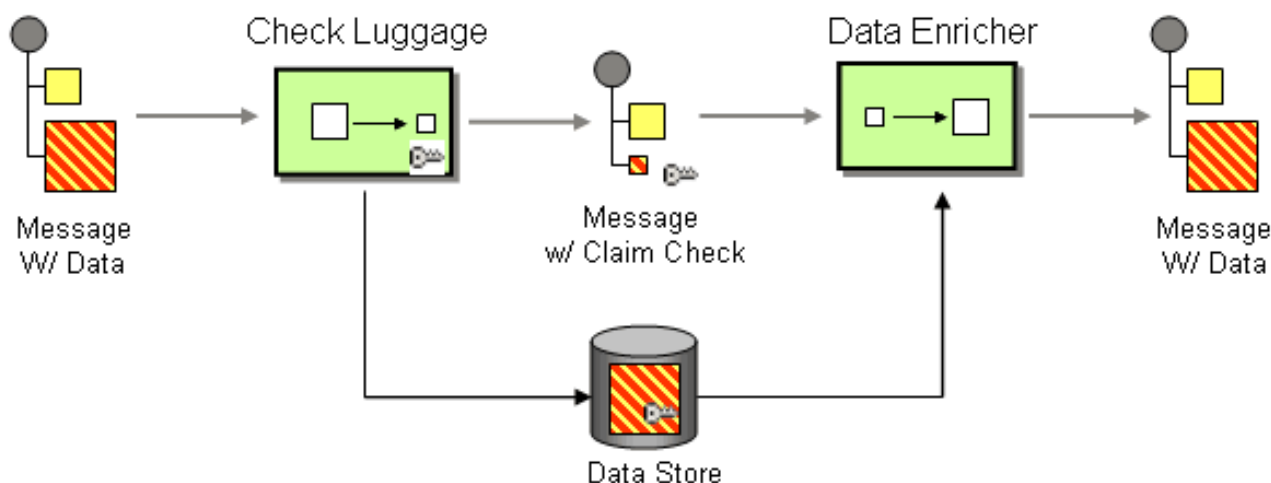 Check Luggage
Data Enricher
Message
W/ Data
Message
w/ Claim Check
Message
W/ Data
Data Store